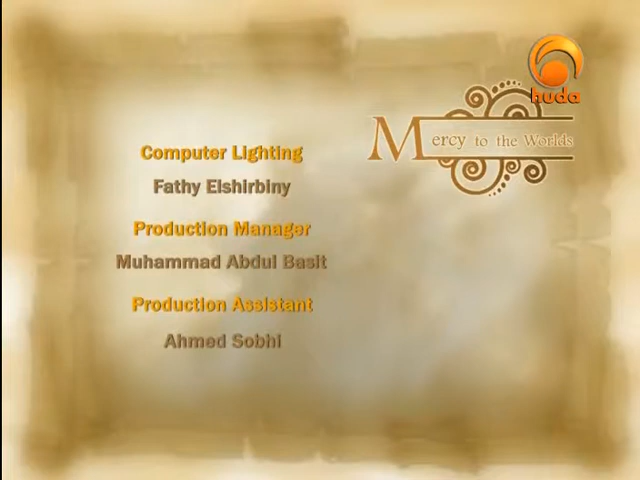 huda
Mercy to the Worlds
Computer Lighting
Fathy Elshirbiny
Production Manager
Muhammad Abdul Basit
Production Assistant
Ahmed Sobhi